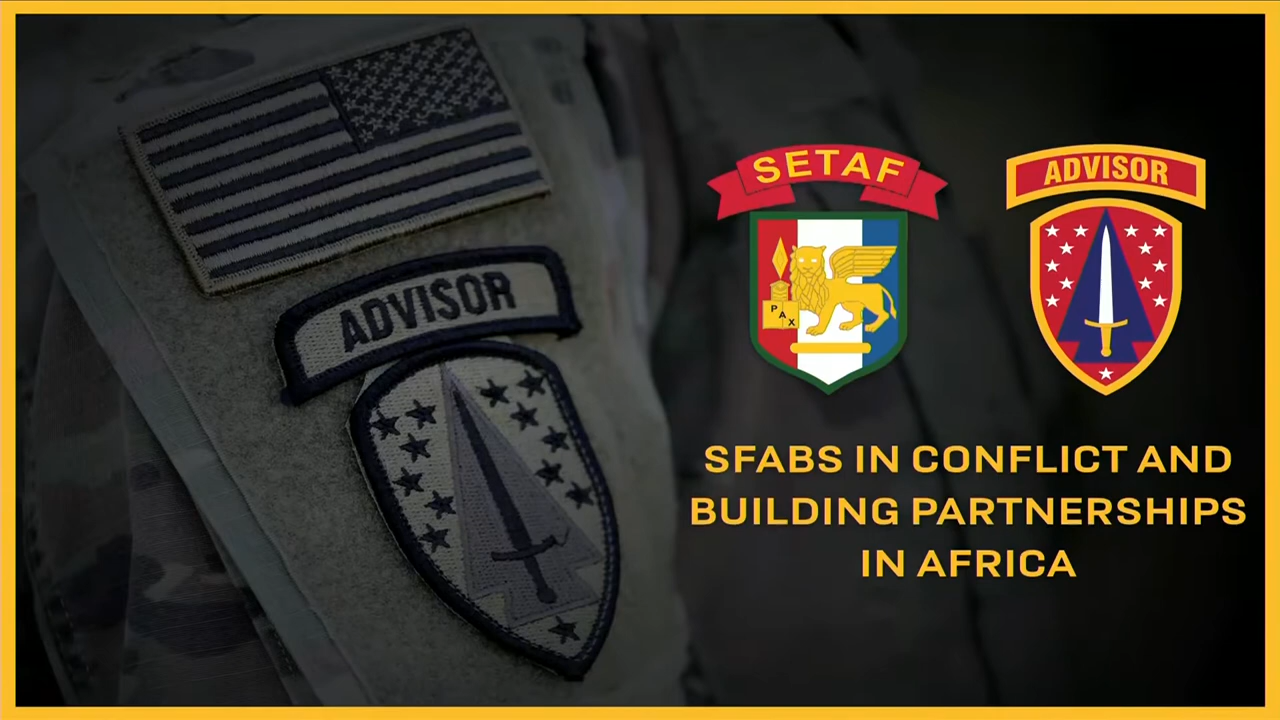 ADVISOR
SETAF
PAX
ADVISOR
SFABS IN CONFLICT AND
BUILDING PARTNERSHIPS
IN AFRICA